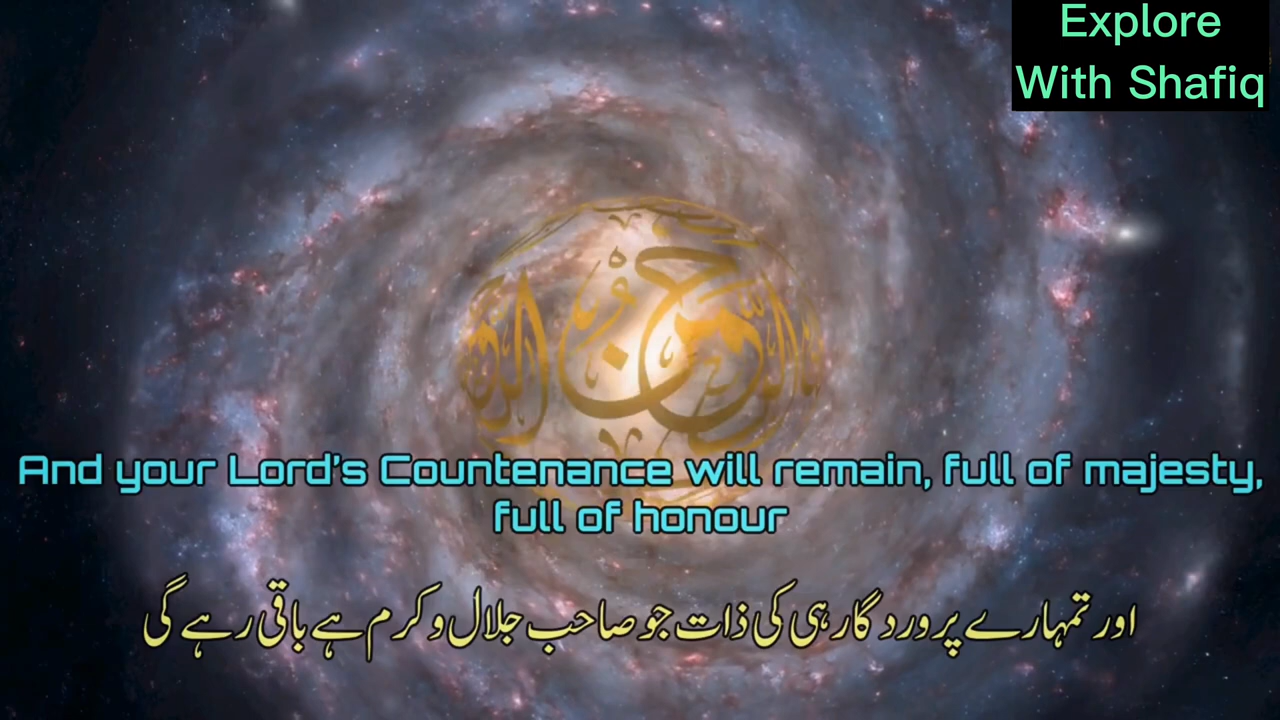 Explore
With Shafiq
الرحمن
And your Lord's Countenance will remain, full of majesty,
full of honour
اور تمہارے پروردگار ہی کی ذات جو صاحب جلال و کرم ہے باقی رہے گی